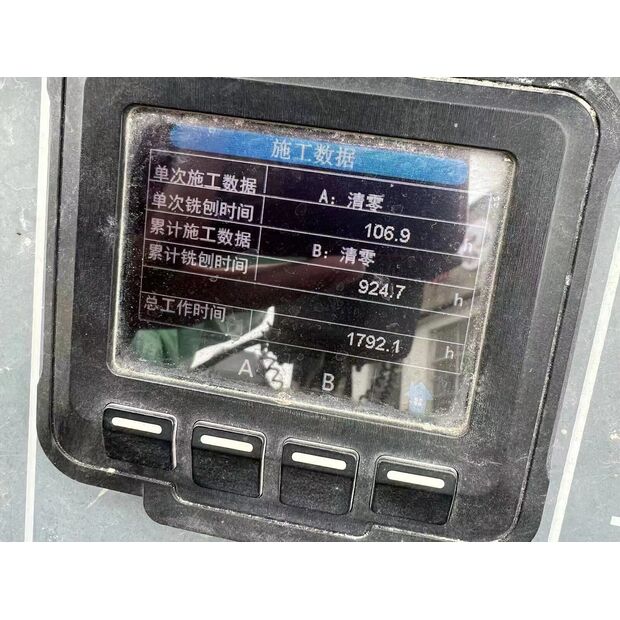 施工数据
单次施工数据 A：清零
单次铣刨时间 106.9 h
累计施工数据 B：清零
累计铣刨时间 924.7 h
总工作时间 1792.1 h
A B